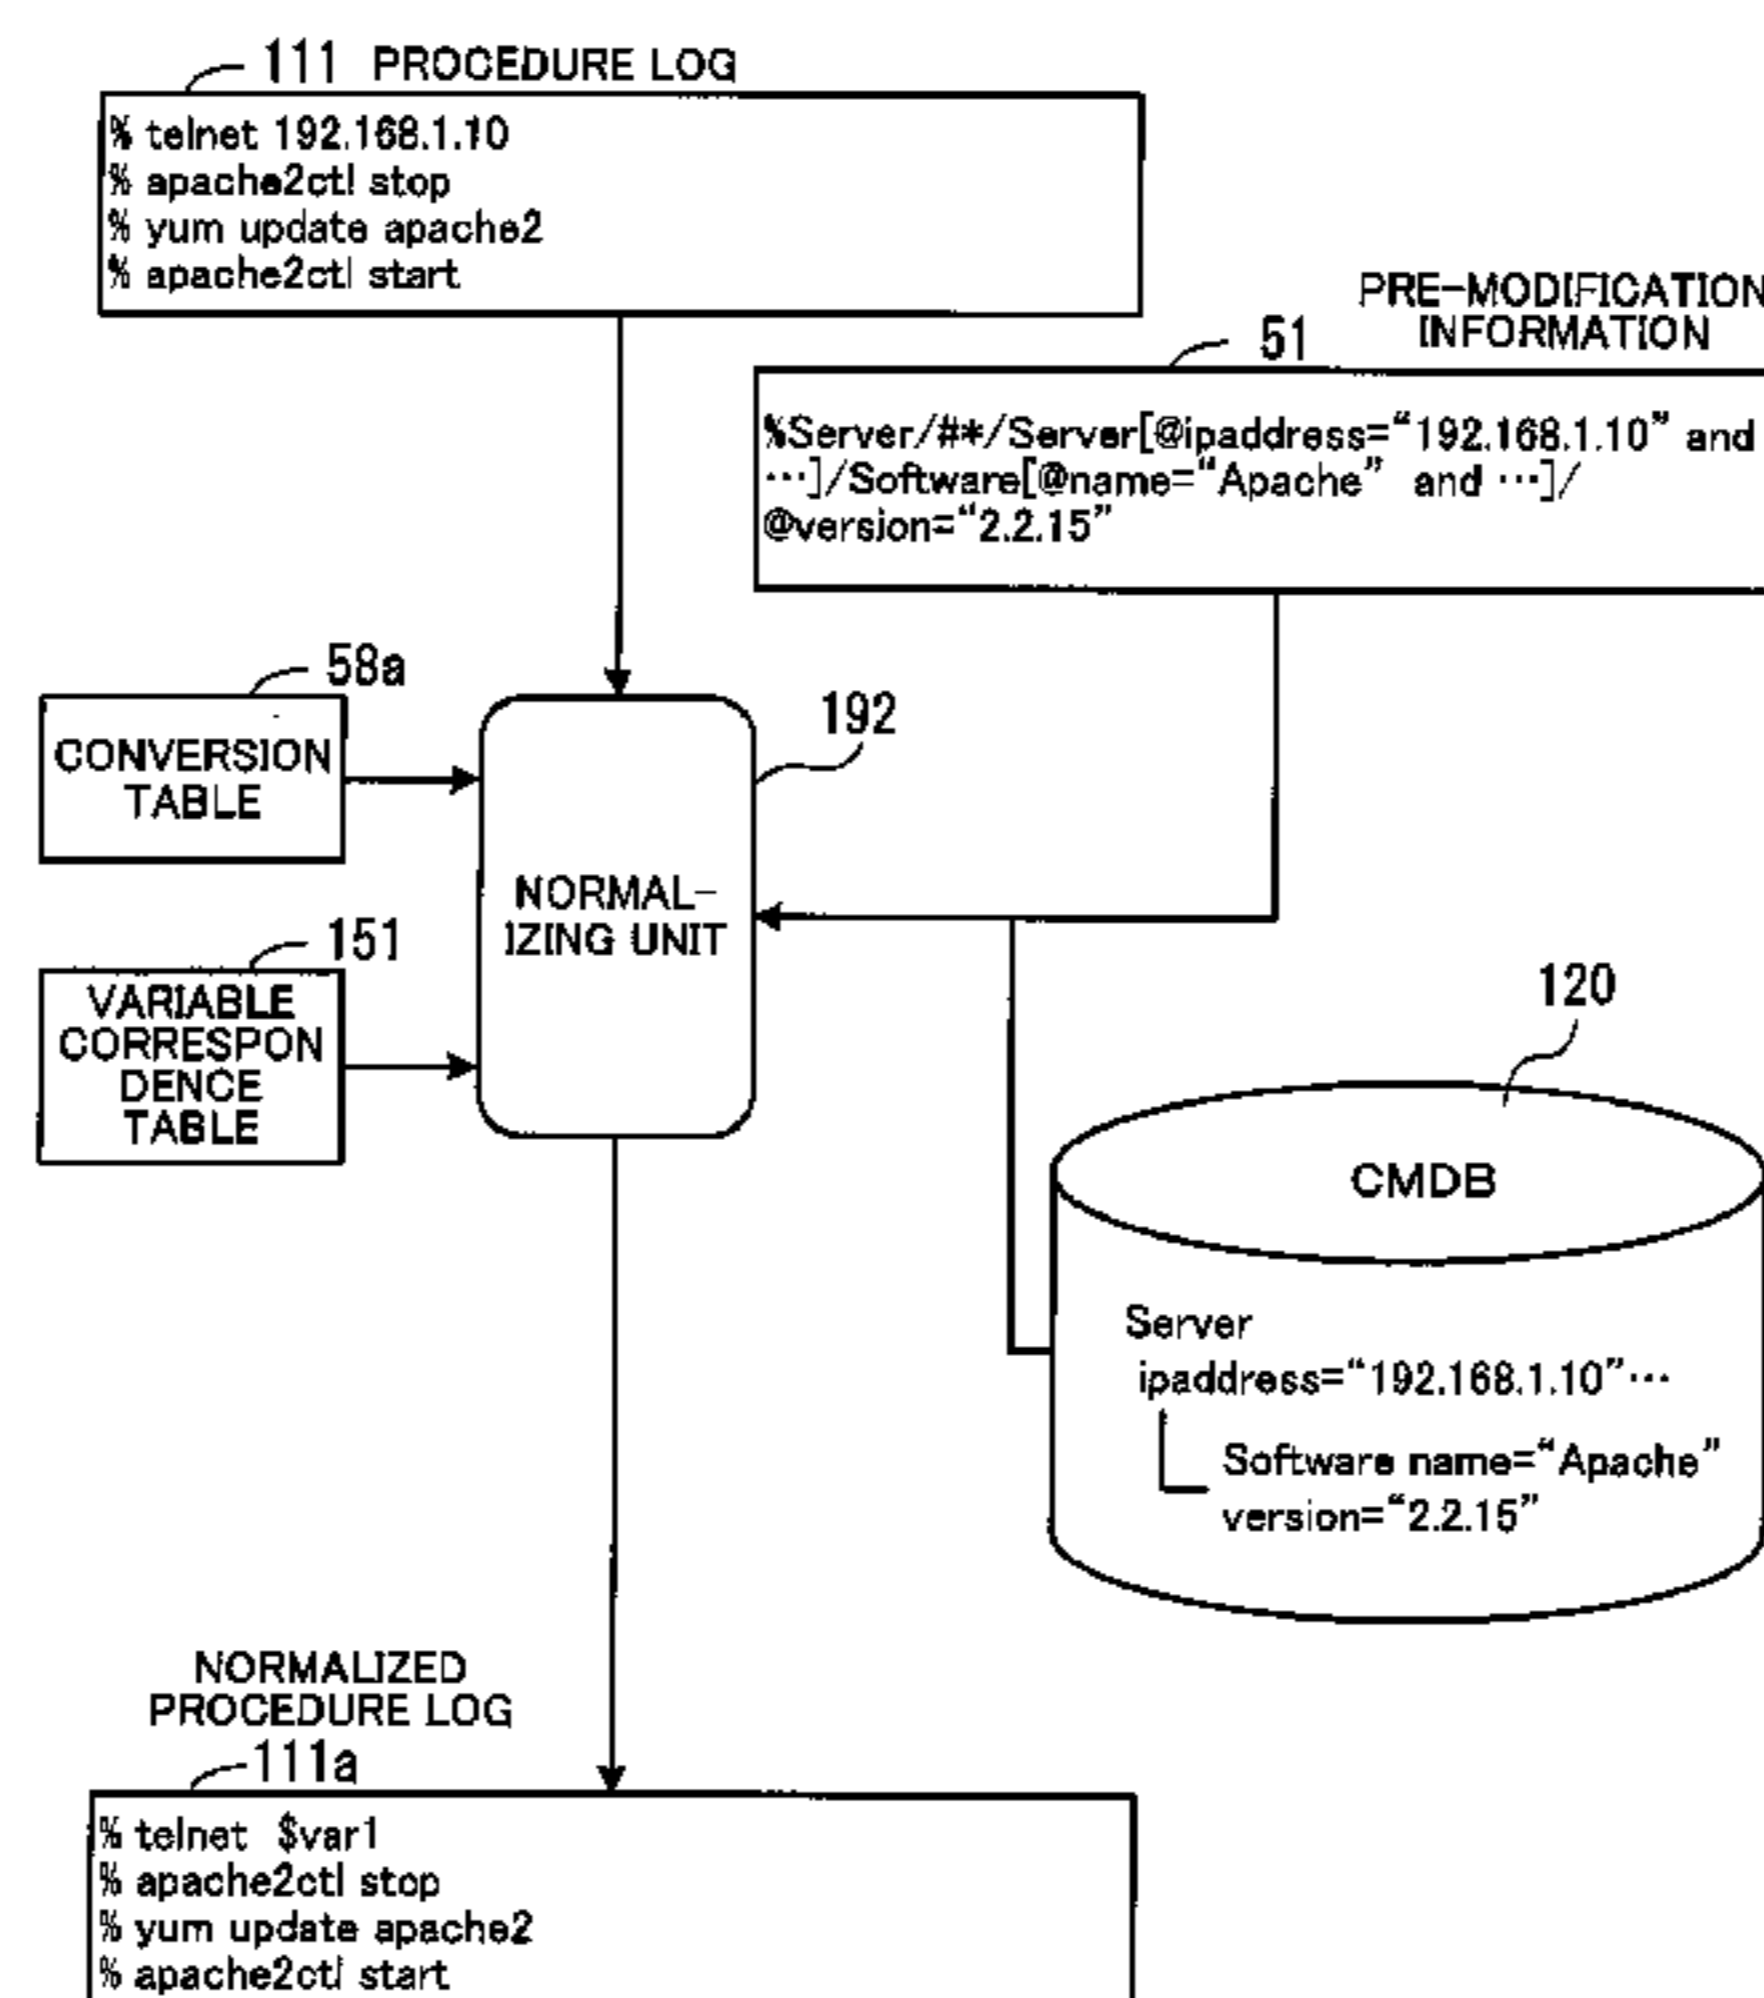 111 PROCEDURE LOG
% telnet 192.168.1.10
% apache2ctl stop
% yum update apache2
% apache2ctl start
PRE-MODIFICATION
INFORMATION
51
%Server/#*/Server[@ipaddress=“192.168.1.10” and
…]/Software[@name=“Apache” and …]/
@version=“2.2.15”
58a
CONVERSION
TABLE
192
NORMAL-
IZING UNIT
151
VARIABLE
CORRESPON
DENCE
TABLE
120
CMDB
Server
ipaddress=“192.168.1.10”…
Software name=“Apache”
version=“2.2.15”
NORMALIZED
PROCEDURE LOG
111a
% telnet $var1
% apache2ctl stop
% yum update apache2
% apache2ctl start